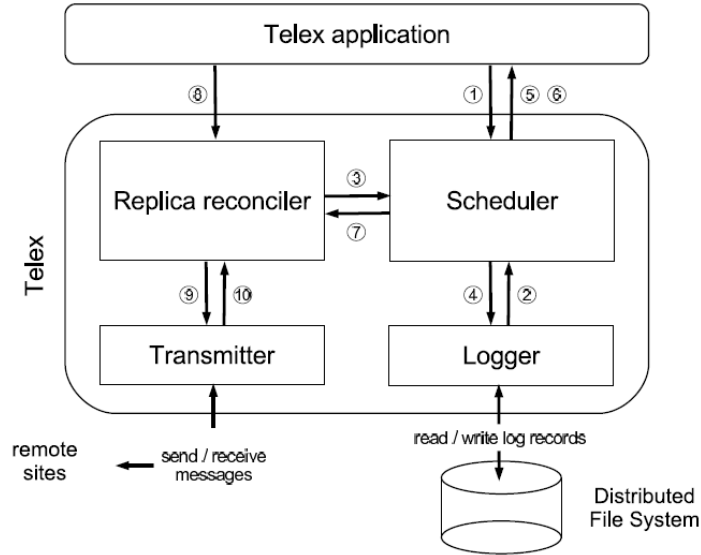 Telex application
⑧
①
⑤ ⑥
Replica reconciler
③
⑦
Scheduler
Telex
⑨
⑩
④
②
Transmitter
Logger
remote
sites
send / receive
messages
read / write log records
Distributed
File System